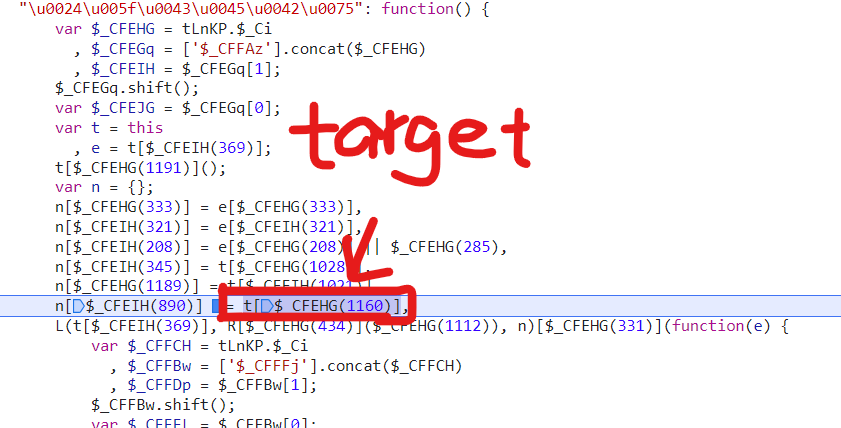 "\u0024\u005f\u0043\u0045\u0042\u0075": function() {
var $_CFEHG = tLnKP.$_Ci
, $_CFEGq = ['$_CFFAz'].concat($_CFEHG)
, $_CFEIH = $_CFEGq[1];
$_CFEGq.shift();
var $_CFEJG = $_CFEGq[0];
var t = this
, e = t[$_CFEIH(369)];
target
t[$_CFEHG(1191)]();
var n = {};
n[$_CFEHG(333)] = e[$_CFEHG(333)],
n[$_CFEIH(321)] = e[$_CFEIH(321)],
n[$_CFEIH(208)] = e[$_CFEHG(208) || $_CFEHG(285),
n[$_CFEIH(345)] = t[$_CFEHG(1028)],
n[$_CFEHG(1189)] = t[$_CFEIH(1021)]
n[$_CFEIH(890)] = t[$_CFEHG(1160)],
L(t[$_CFEIH(369)], R[$_CFEHG(434)]($_CFEHG(1112)), n)[$_CFEHG(331)](function(e) {
var $_CFFCH = tLnKP.$_Ci
, $_CFFBw = ['$_CFFFj'].concat($_CFFCH)
, $_CFFDp = $_CFFBw[1];
$_CFFBw.shift();
var $_CFFEL = $_CFFBw[0];